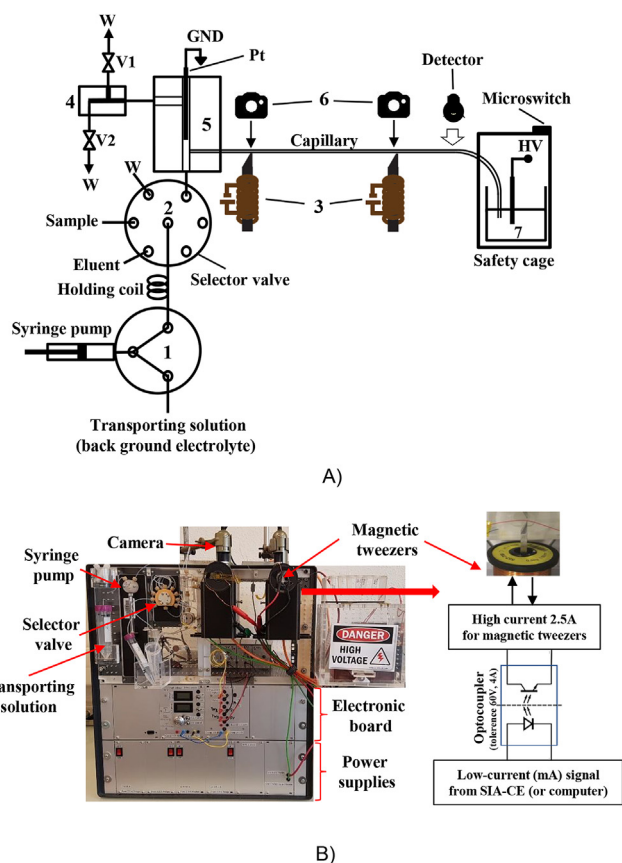 W
GND
V1
Pt
4
5
6
Detector
Microswitch
HV
V2
Capillary
W
W
3
2
7
Sample
Safety cage
Eluent
Selector valve
Holding coil
Syringe pump
1
Transporting solution
(back ground electrolyte)
A)
Camera
Magnetic
tweezers
Syringe
pump
Selector
valve
ansporting
solution
DANGER
HIGH
VOLTAGE
Electronic
board
Power
supplies
High current 2.5A
for magnetic tweezers
Optocoupler
(tolerence 60V, 4A)
Low-current (mA) signal
from SIA-CE (or computer)
B)